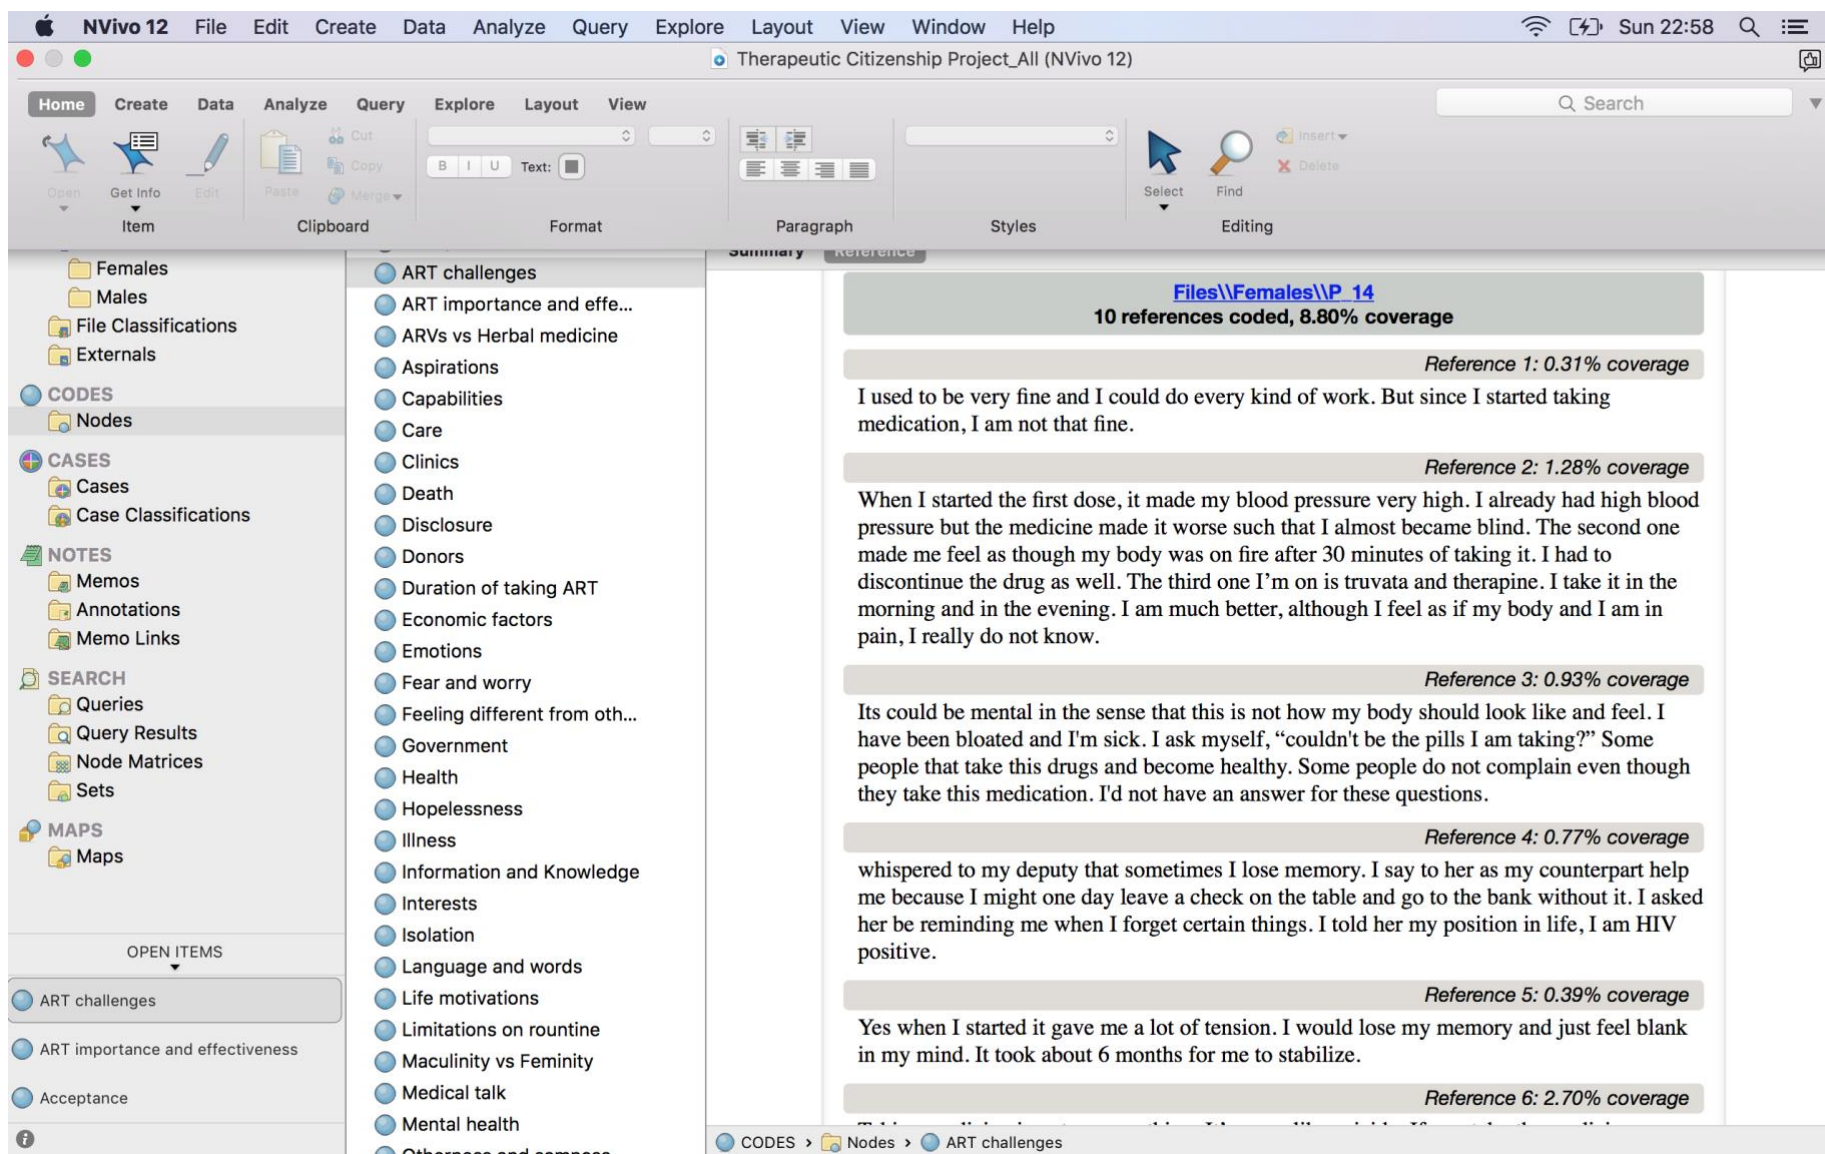 NVivo 12 File Edit Create Data Analyze Query Explore Layout View Window Help Sun 22:58
Therapeutic Citizenship Project_All (NVivo 12)
Home Create Data Analyze Query Explore Layout View Search
Cut
Copy
Merge
Open Get Info Edit Paste
B I U Text:
Select Find
Insert
Delete
Item Clipboard Format Paragraph Styles Editing
Females
Males
File Classifications
Externals
CODES
Nodes
CASES
Cases
Case Classifications
NOTES
Memos
Annotations
Memo Links
SEARCH
Queries
Query Results
Node Matrices
Sets
MAPS
Maps
OPEN ITEMS
ART challenges
ART importance and effectiveness
Acceptance
ART challenges
ART importance and effe...
ARVs vs Herbal medicine
Aspirations
Capabilities
Care
Clinics
Death
Disclosure
Donors
Duration of taking ART
Economic factors
Emotions
Fear and worry
Feeling different from oth...
Government
Health
Hopelessness
Illness
Information and Knowledge
Interests
Isolation
Language and words
Life motivations
Limitations on rountine
Maculinity vs Feminity
Medical talk
Mental health
Summary Reference
Files\\Females\\P_14
10 references coded, 8.80% coverage
Reference 1: 0.31% coverage
I used to be very fine and I could do every kind of work. But since I started taking
medication, I am not that fine.
Reference 2: 1.28% coverage
When I started the first dose, it made my blood pressure very high. I already had high blood
pressure but the medicine made it worse such that I almost became blind. The second one
made me feel as though my body was on fire after 30 minutes of taking it. I had to
discontinue the drug as well. The third one I’m on is truvata and therapine. I take it in the
morning and in the evening. I am much better, although I feel as if my body and I am in
pain, I really do not know.
Reference 3: 0.93% coverage
Its could be mental in the sense that this is not how my body should look like and feel. I
have been bloated and I'm sick. I ask myself, “couldn't be the pills I am taking?” Some
people that take this drugs and become healthy. Some people do not complain even though
they take this medication. I'd not have an answer for these questions.
Reference 4: 0.77% coverage
whispered to my deputy that sometimes I lose memory. I say to her as my counterpart help
me because I might one day leave a check on the table and go to the bank without it. I asked
her be reminding me when I forget certain things. I told her my position in life, I am HIV
positive.
Reference 5: 0.39% coverage
Yes when I started it gave me a lot of tension. I would lose my memory and just feel blank
in my mind. It took about 6 months for me to stabilize.
Reference 6: 2.70% coverage
CODES > Nodes > ART challenges